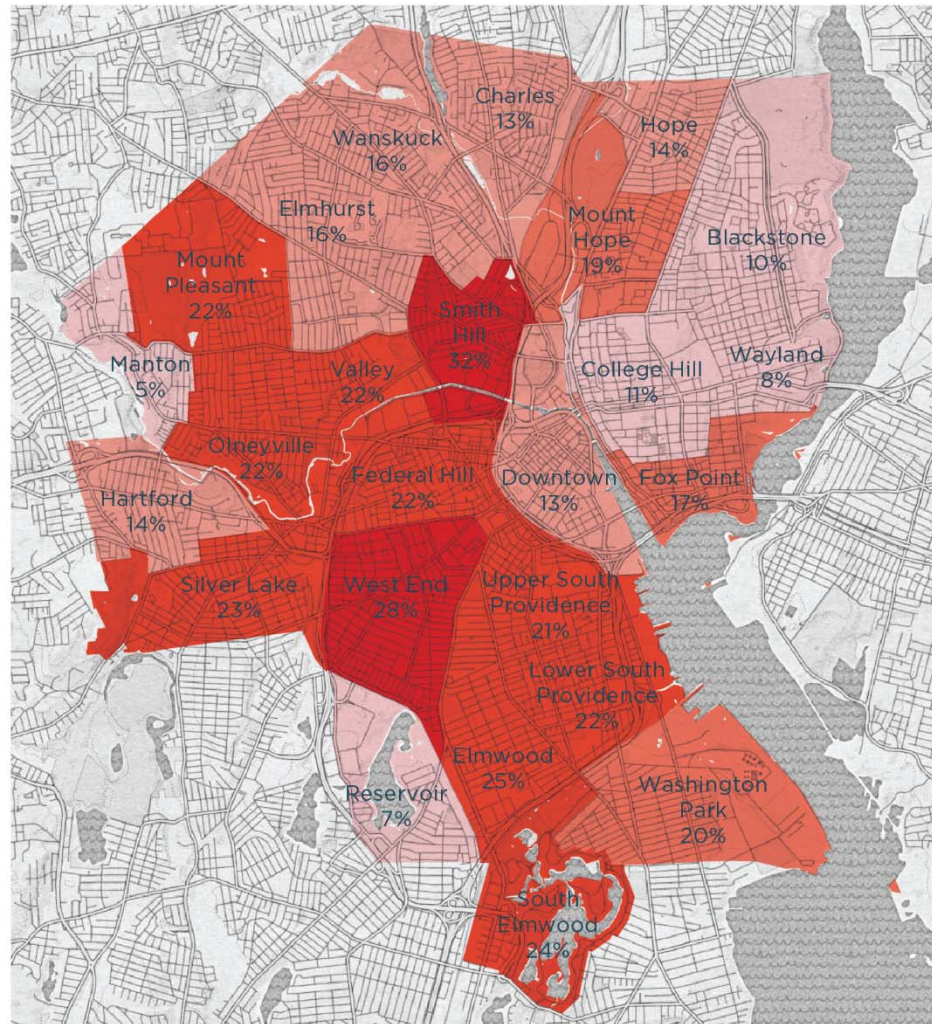 Charles
13%
Hope
14%
Wanskuck
16%
Elmhurst
16%
Mount
Hope
19%
Blackstone
10%
Mount
Pleasant
22%
Smith
Hill
32%
Manton
5%
Valley
22%
College Hill
11%
Wayland
8%
Olneyville
22%
Federal Hill
22%
Downtown
13%
Fox Point
17%
Hartford
14%
Silver Lake
23%
West End
28%
Upper South
Providence
21%
Lower South
Providence
22%
Elmwood
25%
Reservoir
7%
Washington
Park
20%
South
Elmwood
24%